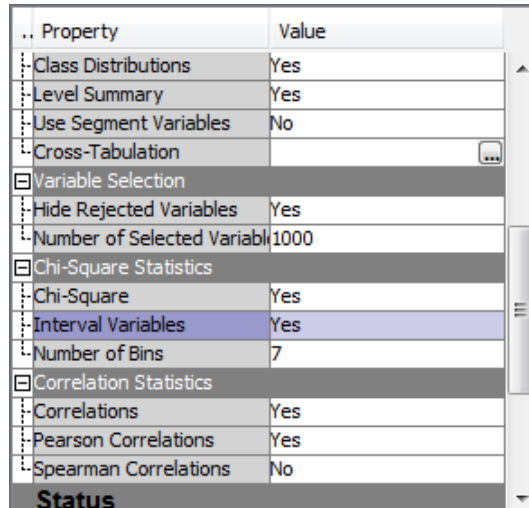 .. Property Value
Class Distributions Yes
Level Summary Yes
Use Segment Variables No
Cross-Tabulation ...
Variable Selection
Hide Rejected Variables Yes
Number of Selected Variabl 1000
Chi-Square Statistics
Chi-Square Yes
Interval Variables Yes
Number of Bins 7
Correlation Statistics
Correlations Yes
Pearson Correlations Yes
Spearman Correlations No
Status